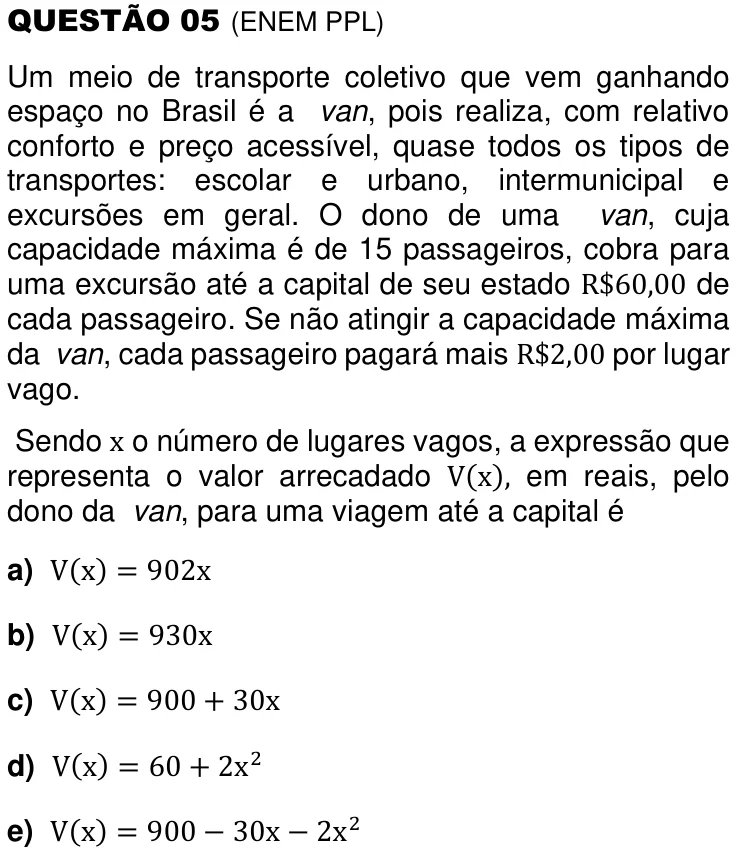 QUESTÃO 05 (ENEM PPL)
Um meio de transporte coletivo que vem ganhando
espaço no Brasil é a van, pois realiza, com relativo
conforto e preço acessível, quase todos os tipos de
transportes: escolar e urbano, intermunicipal e
excursões em geral. O dono de uma van, cuja
capacidade máxima é de 15 passageiros, cobra para
uma excursão até a capital de seu estado R$60,00 de
cada passageiro. Se não atingir a capacidade máxima
da van, cada passageiro pagará mais R$2,00 por lugar
vago.
Sendo x o número de lugares vagos, a expressão que
representa o valor arrecadado V(x), em reais, pelo
dono da van, para uma viagem até a capital é
a) V(x) = 902x
b) V(x) = 930x
c) V(x) = 900 + 30x
d) V(x) = 60 + 2x²
e) V(x) = 900 − 30x − 2x²